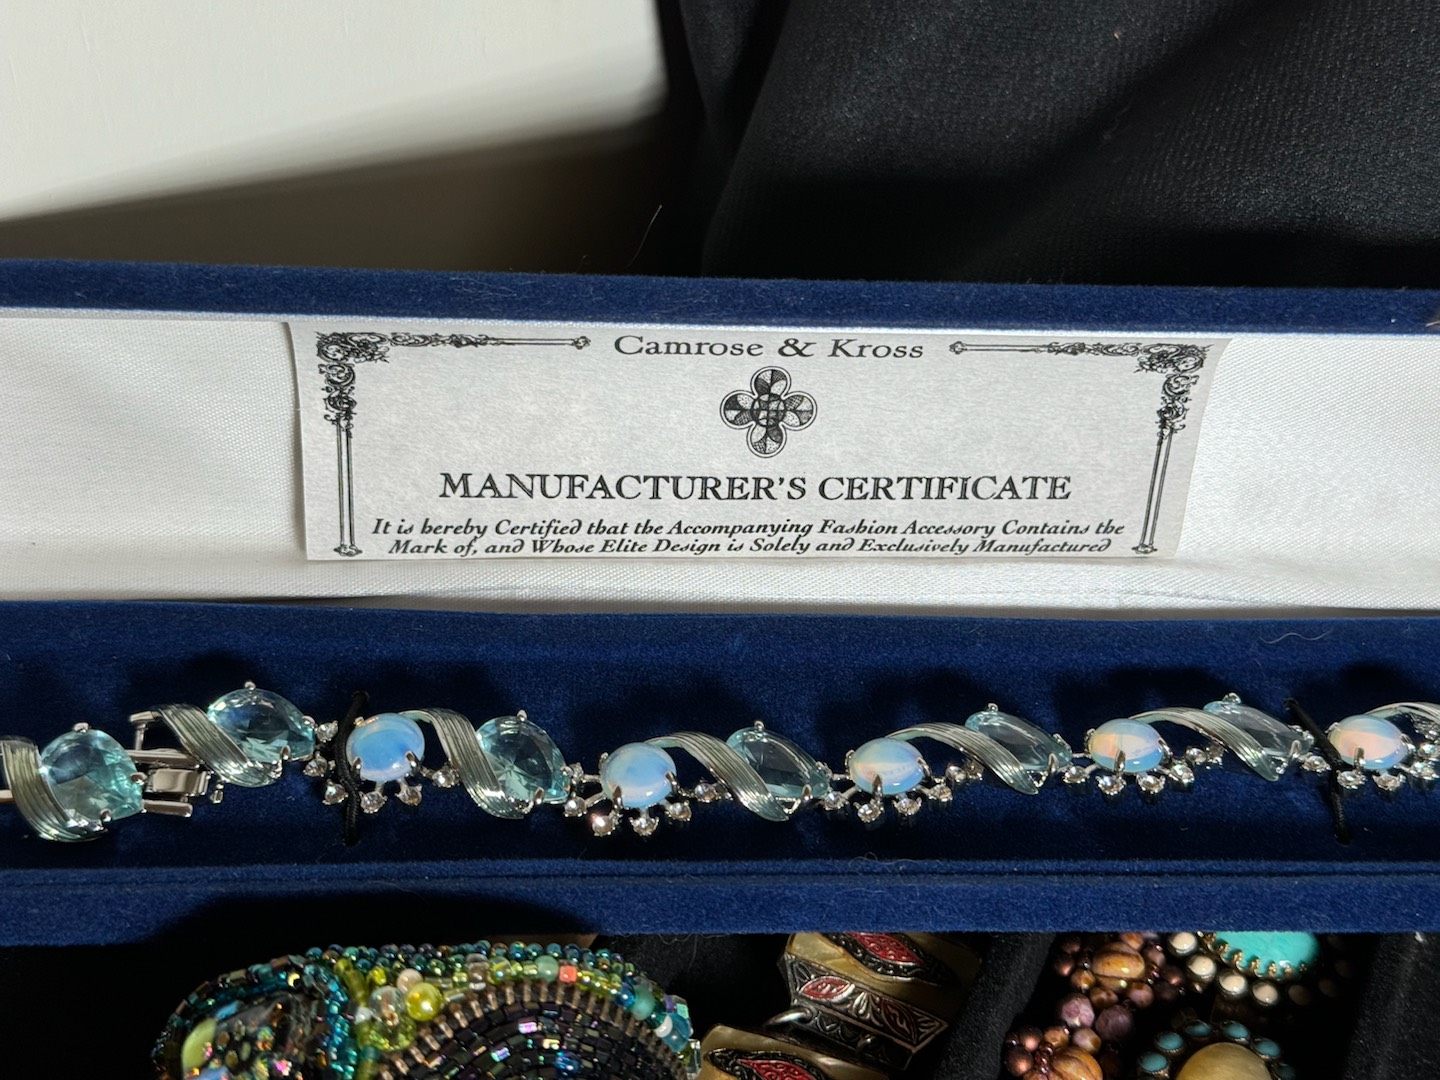 Camrose & Kross
MANUFACTURER'S CERTIFICATE
It is hereby Certified that the Accompanying Fashion Accessory Contains the
Mark of, and Whose Elite Design is Solely and Exclusively Manufactured